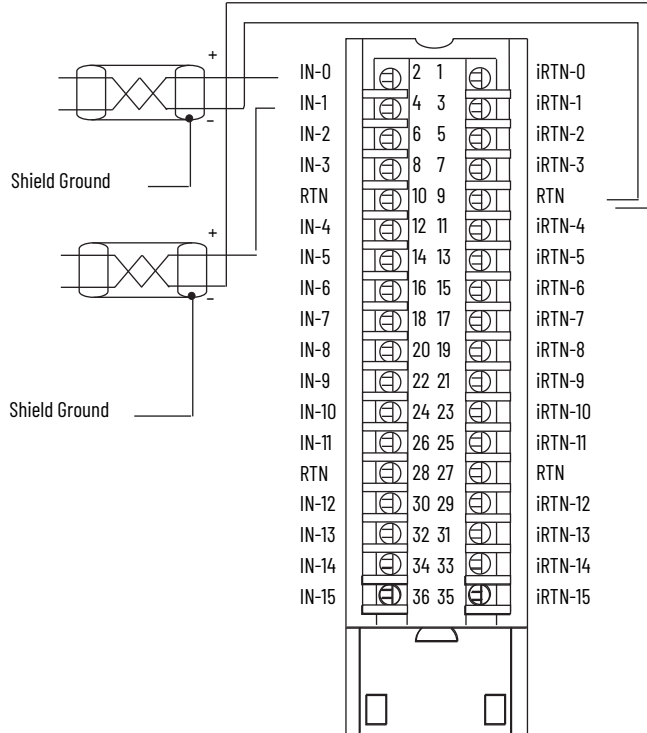 +
IN-0 2 1 iRTN-0
IN-1 4 3 iRTN-1
–
IN-2 6 5 iRTN-2
IN-3 8 7 iRTN-3
Shield Ground
RTN 10 9 RTN
IN-4 12 11 iRTN-4
+
IN-5 14 13 iRTN-5
IN-6 16 15 iRTN-6
–
IN-7 18 17 iRTN-7
IN-8 20 19 iRTN-8
IN-9 22 21 iRTN-9
Shield Ground
IN-10 24 23 iRTN-10
IN-11 26 25 iRTN-11
RTN 28 27 RTN
IN-12 30 29 iRTN-12
IN-13 32 31 iRTN-13
IN-14 34 33 iRTN-14
IN-15 36 35 iRTN-15